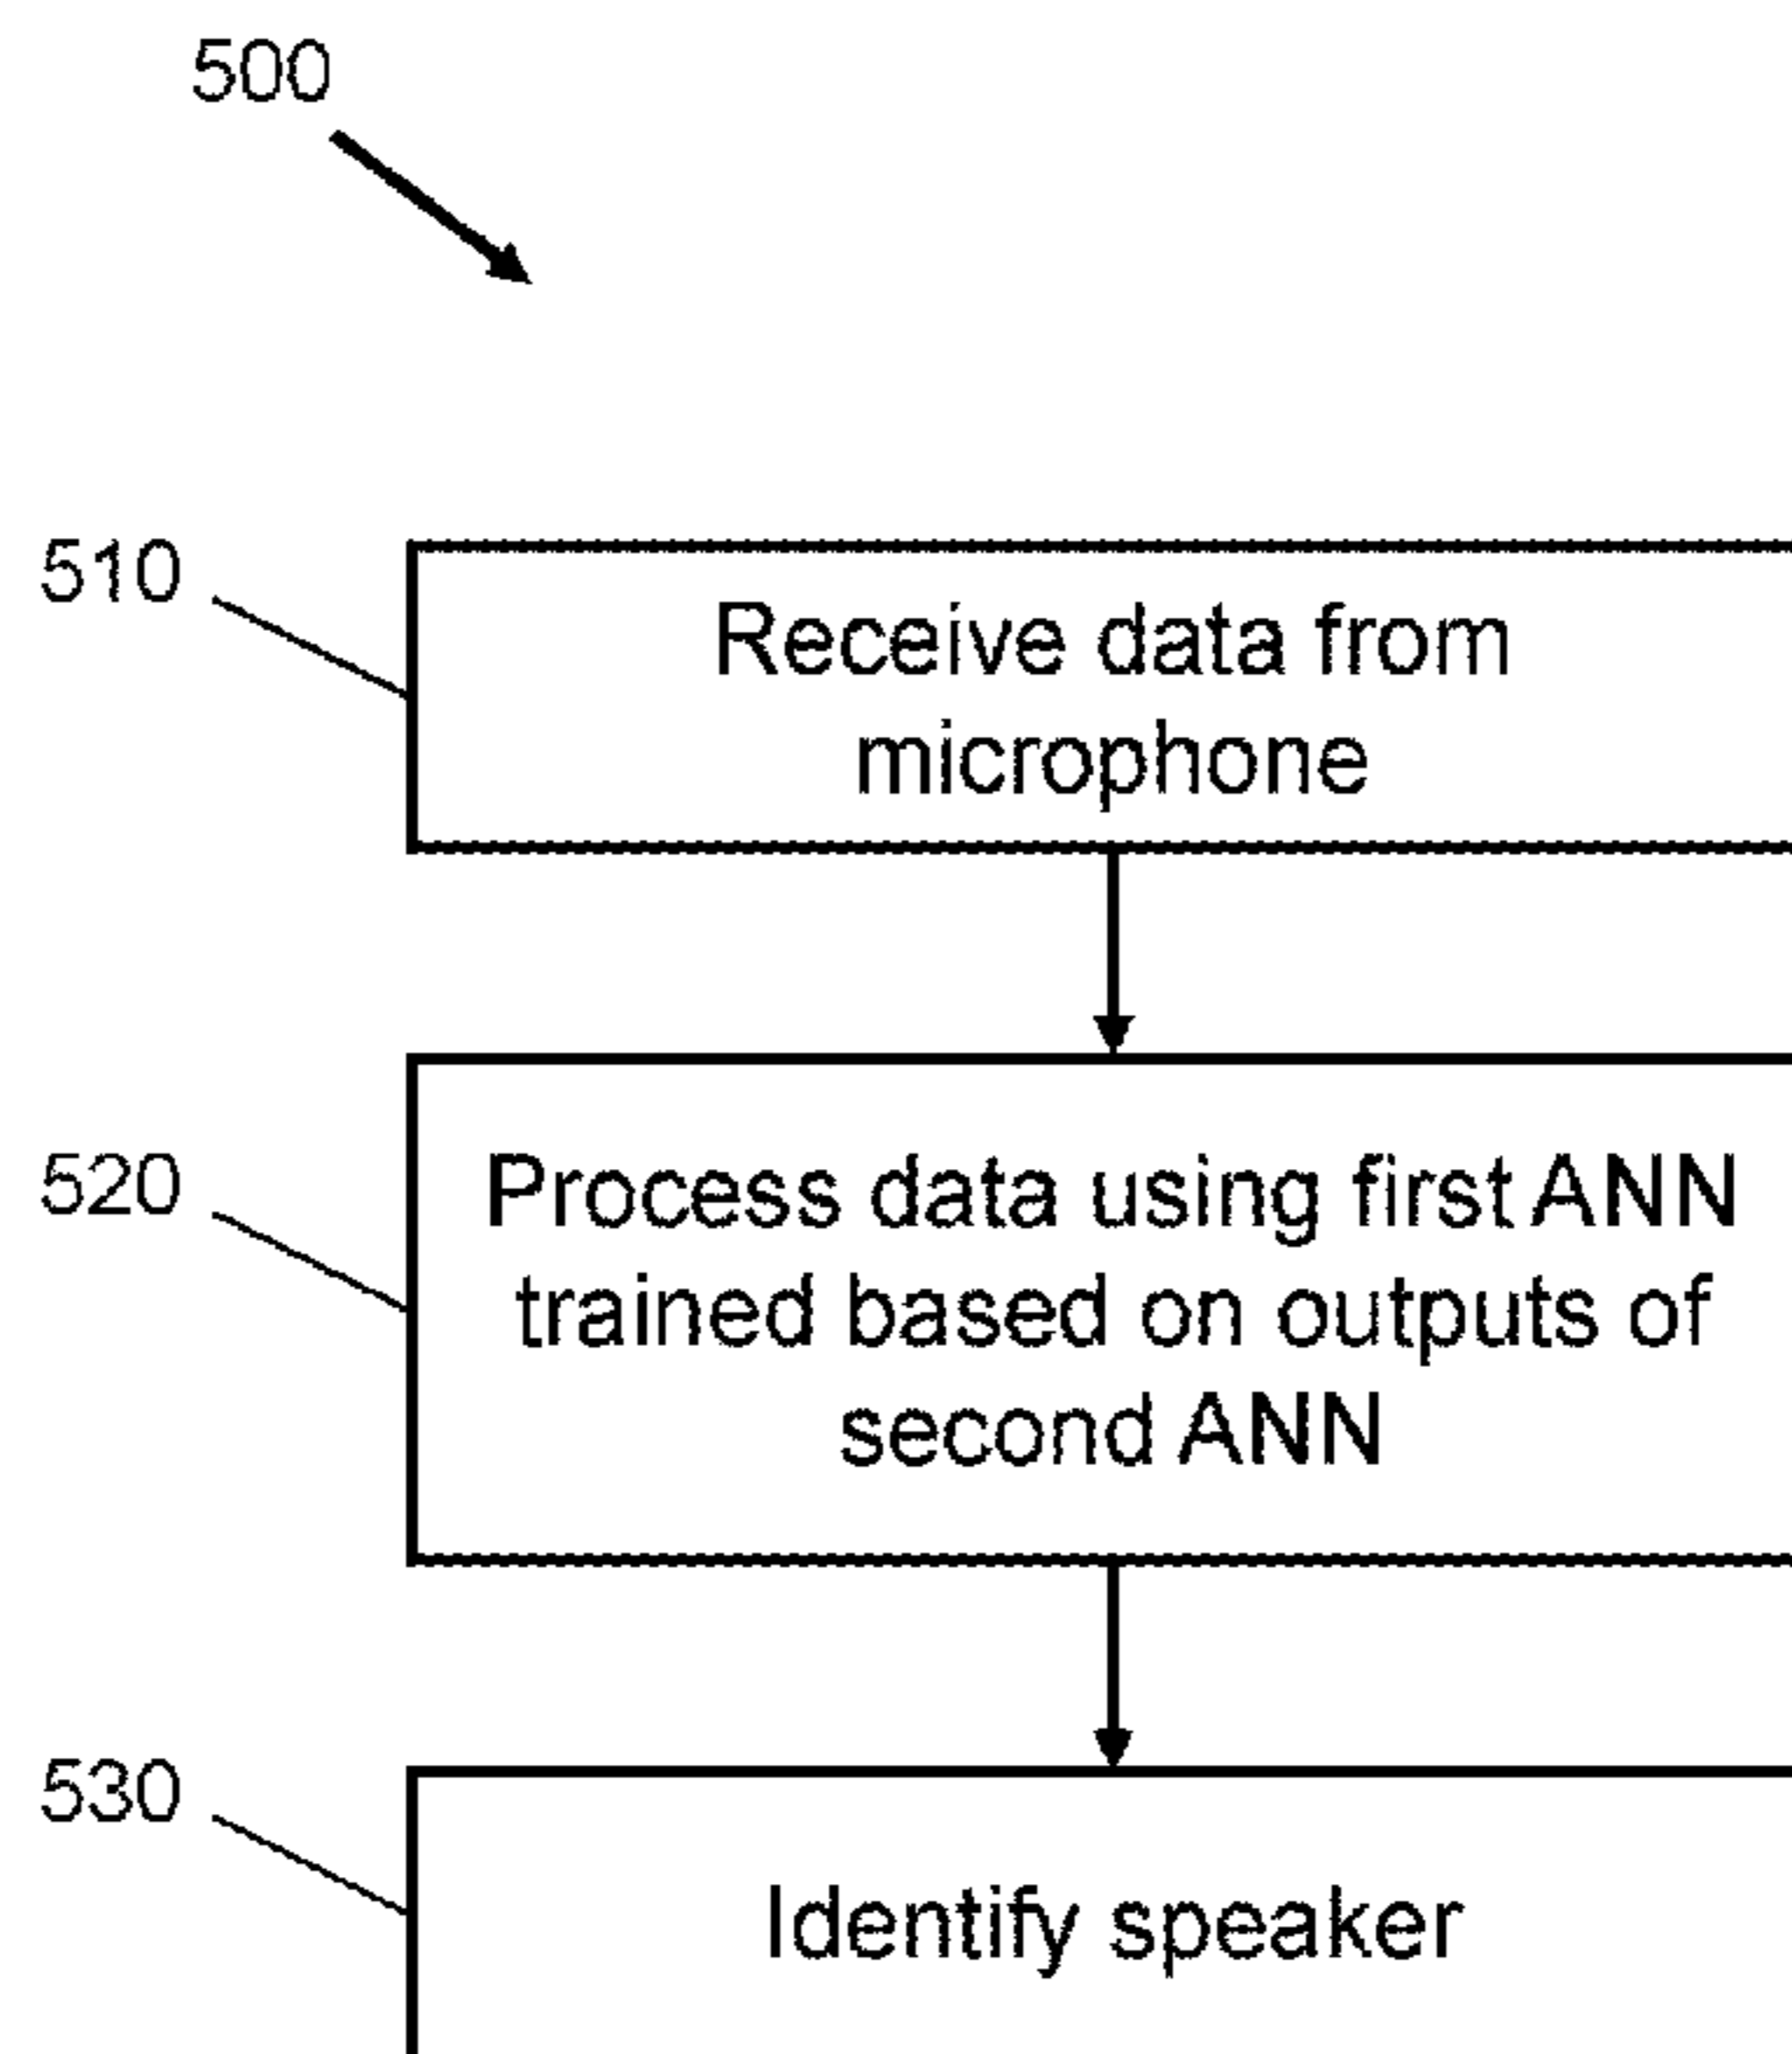 500
510
Receive data from
microphone
520
Process data using first ANN
trained based on outputs of
second ANN
530
Identify speaker